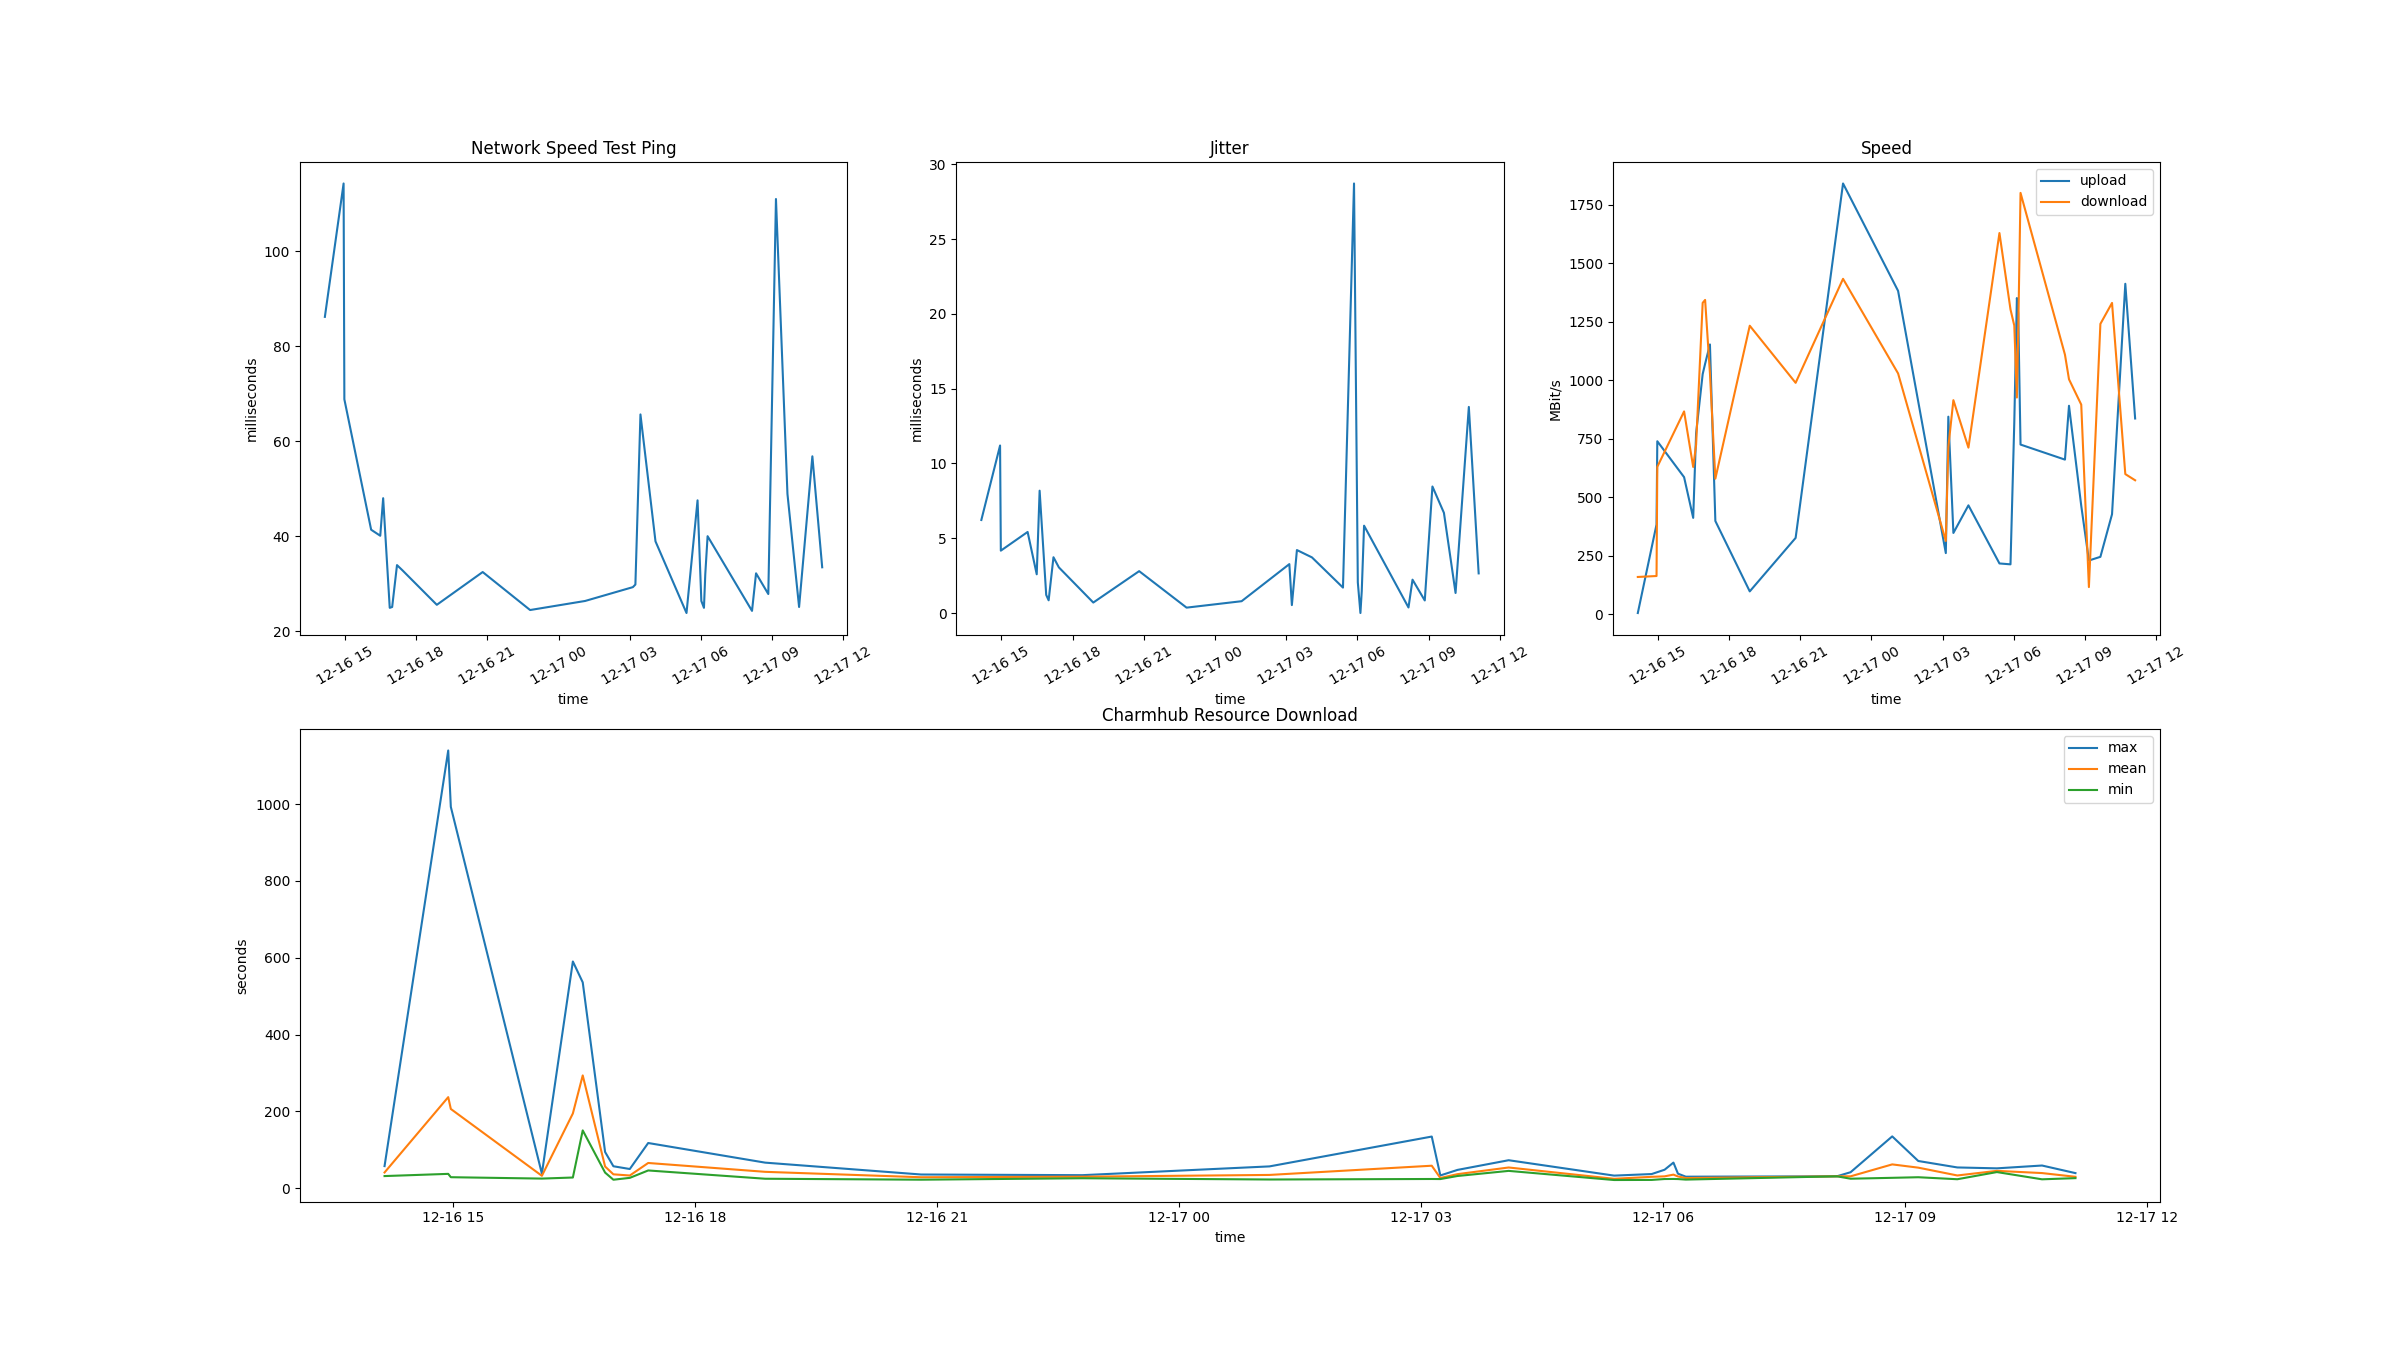 Network Speed Test Ping
milliseconds
100
80
60
40
20
12-16 15 12-16 18 12-16 21 12-17 00 12-17 03 12-17 06 12-17 09 12-17 12
time
Jitter
milliseconds
30
25
20
15
10
5
0
12-16 15 12-16 18 12-16 21 12-17 00 12-17 03 12-17 06 12-17 09 12-17 12
time
Speed
upload
download
MBit/s
1750
1500
1250
1000
750
500
250
0
12-16 15 12-16 18 12-16 21 12-17 00 12-17 03 12-17 06 12-17 09 12-17 12
time
Charmhub Resource Download
max
mean
min
seconds
1000
800
600
400
200
0
12-16 15 12-16 18 12-16 21 12-17 00 12-17 03 12-17 06 12-17 09 12-17 12
time